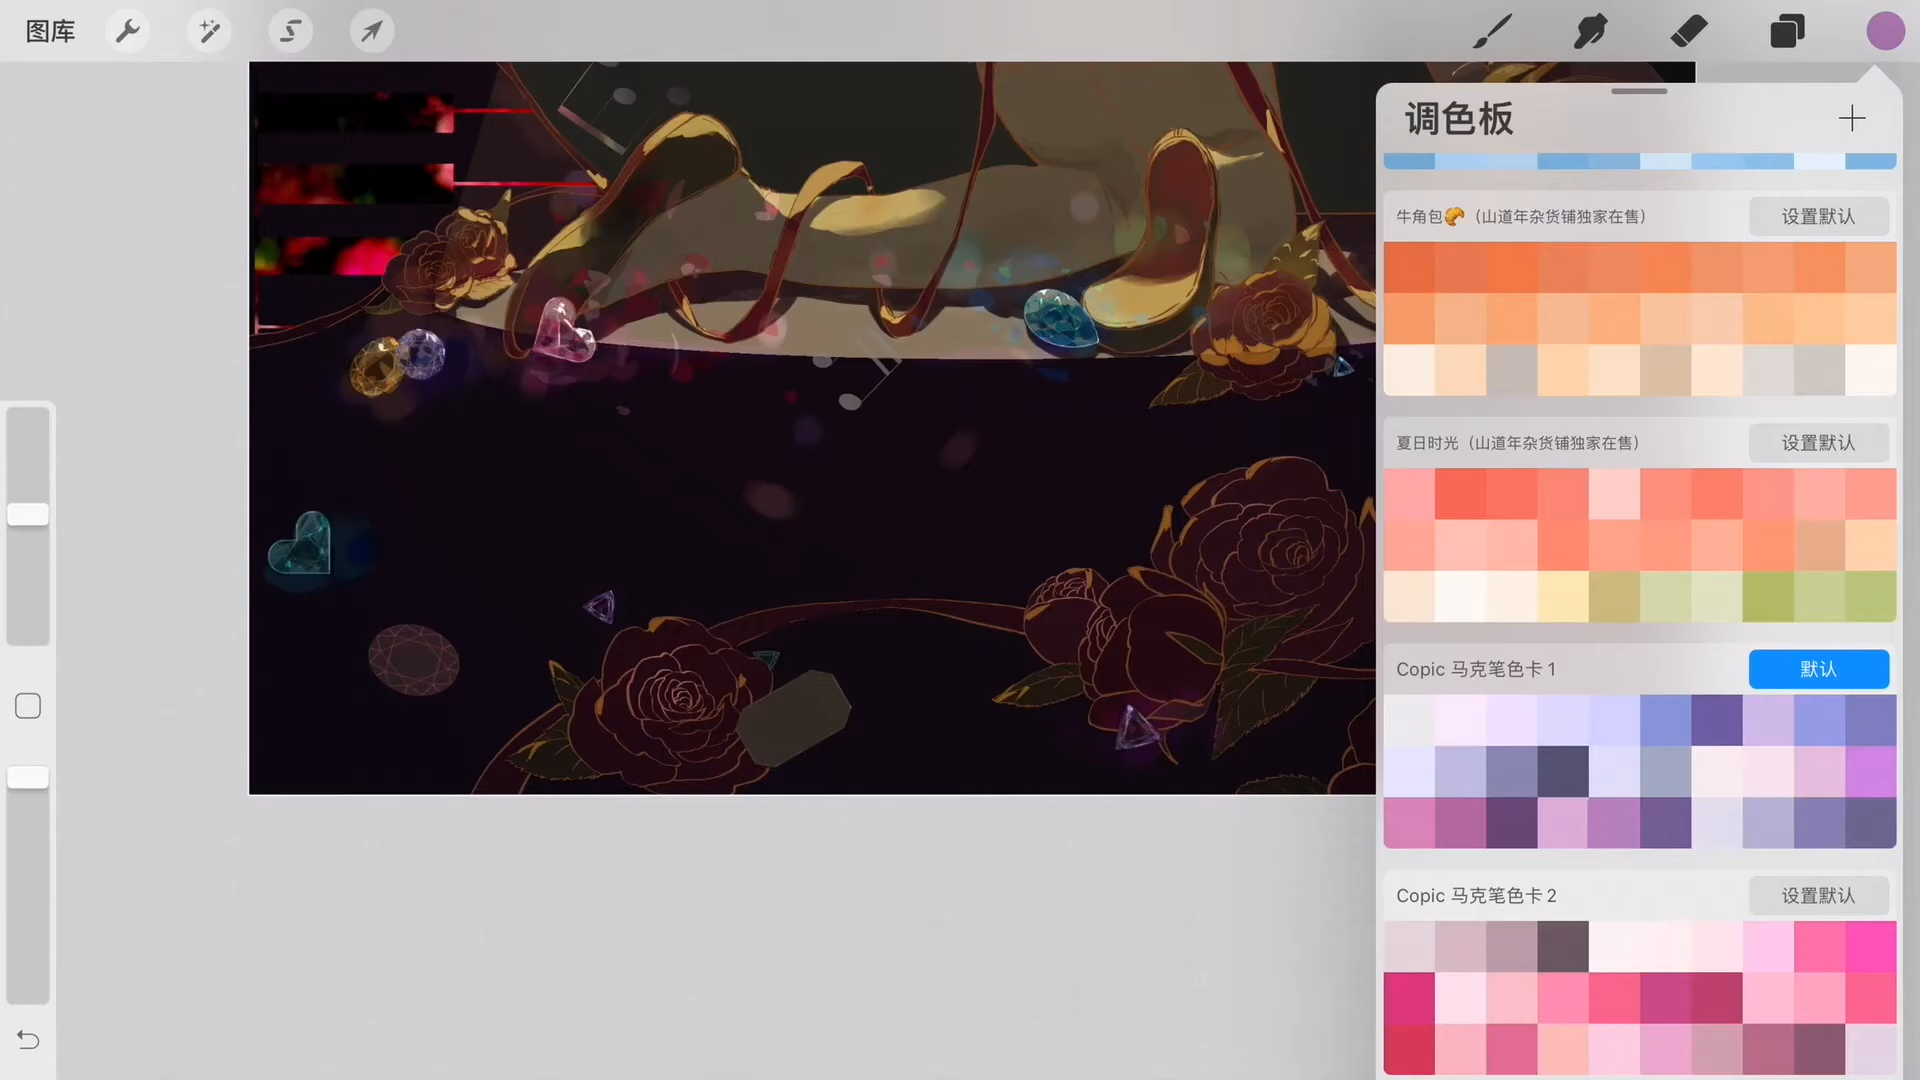 图库
调色板
牛角包🥐（山道年杂货铺独家在售）
设置默认
夏日时光（山道年杂货铺独家在售）
设置默认
Copic 马克笔色卡 1
默认
Copic 马克笔色卡 2
设置默认